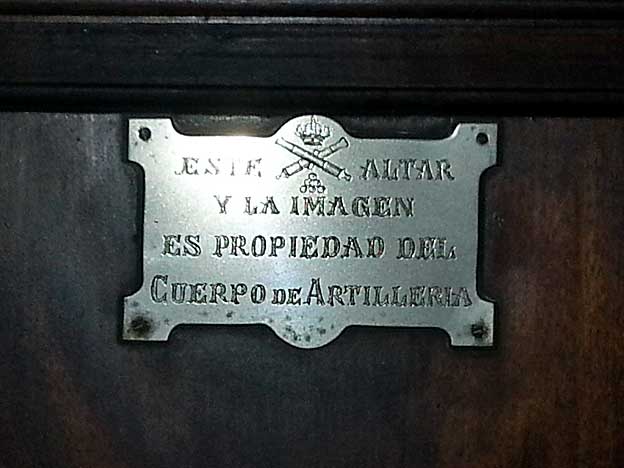 ESTE ALTAR
Y LA IMAGEN
ES PROPIEDAD DEL
CUERPO DE ARTILLERIA